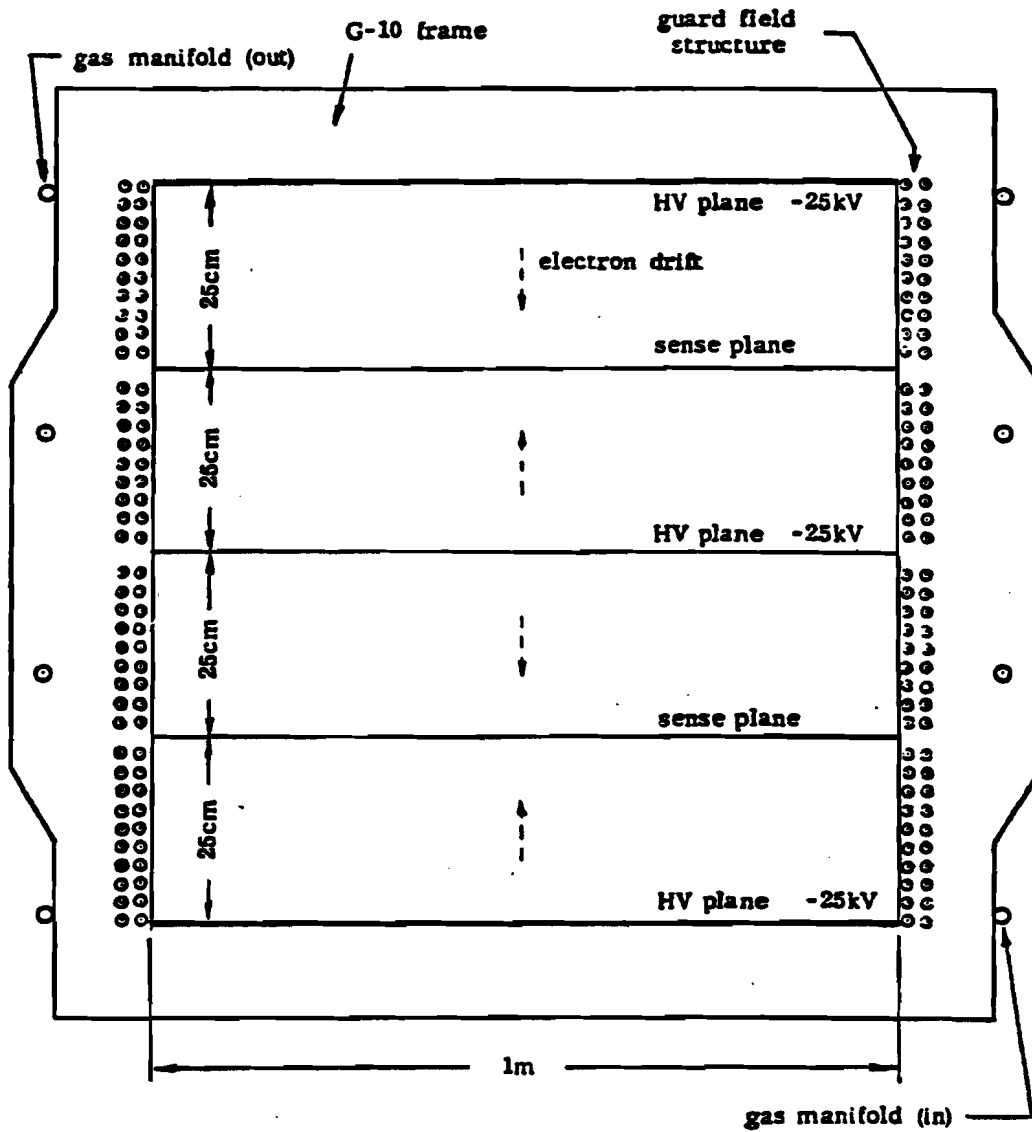 guard field
structure
G-10 frame
gas manifold (out)
HV plane -25kV
25cm
electron drift
sense plane
25cm
HV plane -25kV
25cm
sense plane
25cm
HV plane -25kV
1m
gas manifold (in)